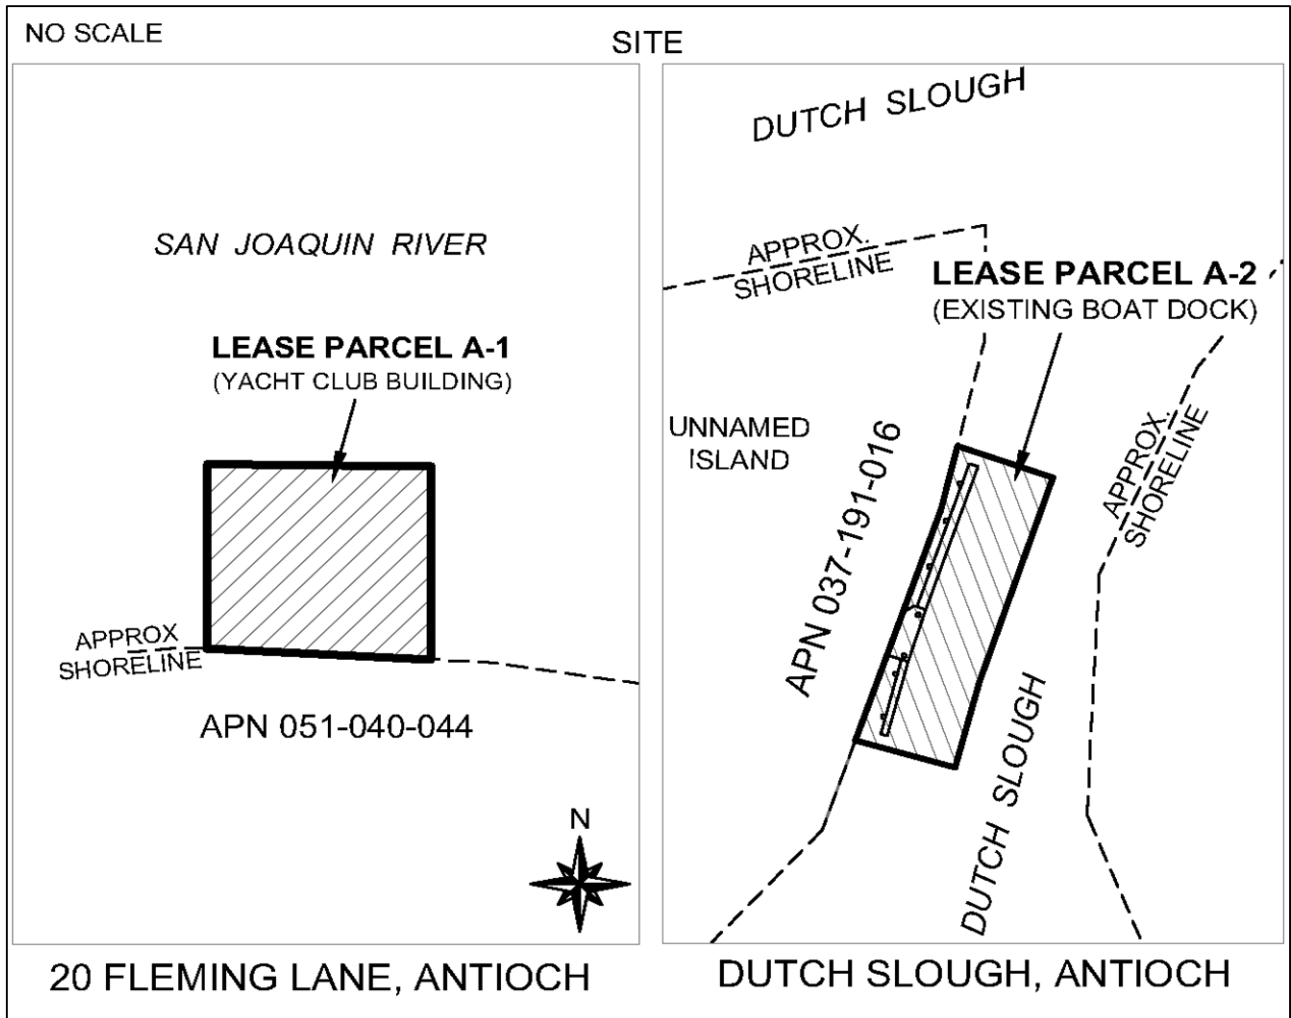 NO SCALE
SITE
SAN JOAQUIN RIVER
LEASE PARCEL A-1
(YACHT CLUB BUILDING)
APPROX
SHORELINE
APN 051-040-044
N
20 FLEMING LANE, ANTIOCH
DUTCH SLOUGH
APPROX.
SHORELINE
LEASE PARCEL A-2
(EXISTING BOAT DOCK)
UNNAMED
ISLAND
APN 037-191-016
APPROX.
SHORELINE
DUTCH SLOUGH
DUTCH SLOUGH, ANTIOCH